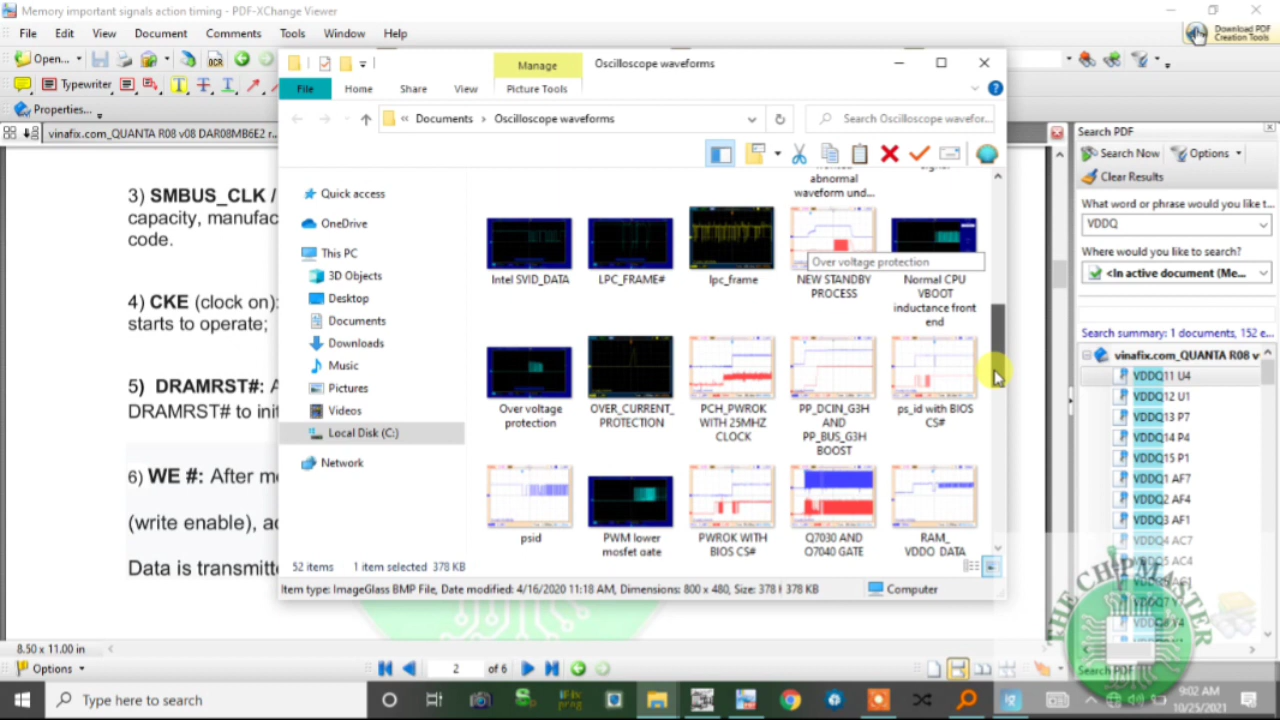 Memory important signals action timing - PDF-XChange Viewer
File Edit View Document Comments Tools Window Help
Download PDF
Creation Tools
Open...
OCR
Typewriter
Properties...
vinafix.com_QUANTA R08 v08 DAR08MB6E2 r...
3) SMBUS_CLK /
capacity, manufac
code.
4) CKE (clock on):
starts to operate;
5) DRAMRST#: A
DRAMRST# to init
6) WE #: After me
(write enable), ac
Data is transmitte
Manage
Oscilloscope waveforms
File Home Share View Picture Tools
Documents Oscilloscope waveforms
Search Oscilloscope wavefor...
Quick access
OneDrive
This PC
3D Objects
Desktop
Documents
Downloads
Music
Pictures
Videos
Local Disk (C:)
Network
abnormal
waveform und...
Over voltage protection
Intel SVID_DATA
LPC_FRAME#
lpc_frame
NEW STANDBY
PROCESS
Normal CPU
VBOOT
inductance front
end
Over voltage
protection
OVER_CURRENT_
PROTECTION
PCH_PWROK
WITH 25MHZ
CLOCK
PP_DCIN_G3H
AND
PP_BUS_G3H
BOOST
ps_id with BIOS
CS#
psid
PWM lower
mosfet gate
PWROK WITH
BIOS CS#
Q7030 AND
Q7040 GATE
RAM_
VDDQ_DATA
52 items 1 item selected 378 KB
Item type: ImageGlass BMP File, Date modified: 4/16/2020 11:18 AM, Dimensions: 800 x 480, Size: 378 K 378 KB
Computer
Search PDF
Search Now Options
Clear Results
What word or phrase would you like t...
VDDQ
Where would you like to search?
<In active document (Me...
Search summary: 1 documents, 152 e...
vinafix.com_QUANTA R08 v
VDDQ11 U4
VDDQ12 U1
VDDQ13 P7
VDDQ14 P4
VDDQ15 P1
VDDQ1 AF7
VDDQ2 AF4
VDDQ3 AF1
VDDQ4 AC7
VDDQ5 AC4
THE CHIPMASTER
Search PDF
8.50 x 11.00 in
Options
2 of 6
Type here to search
9:02 AM
10/25/2021